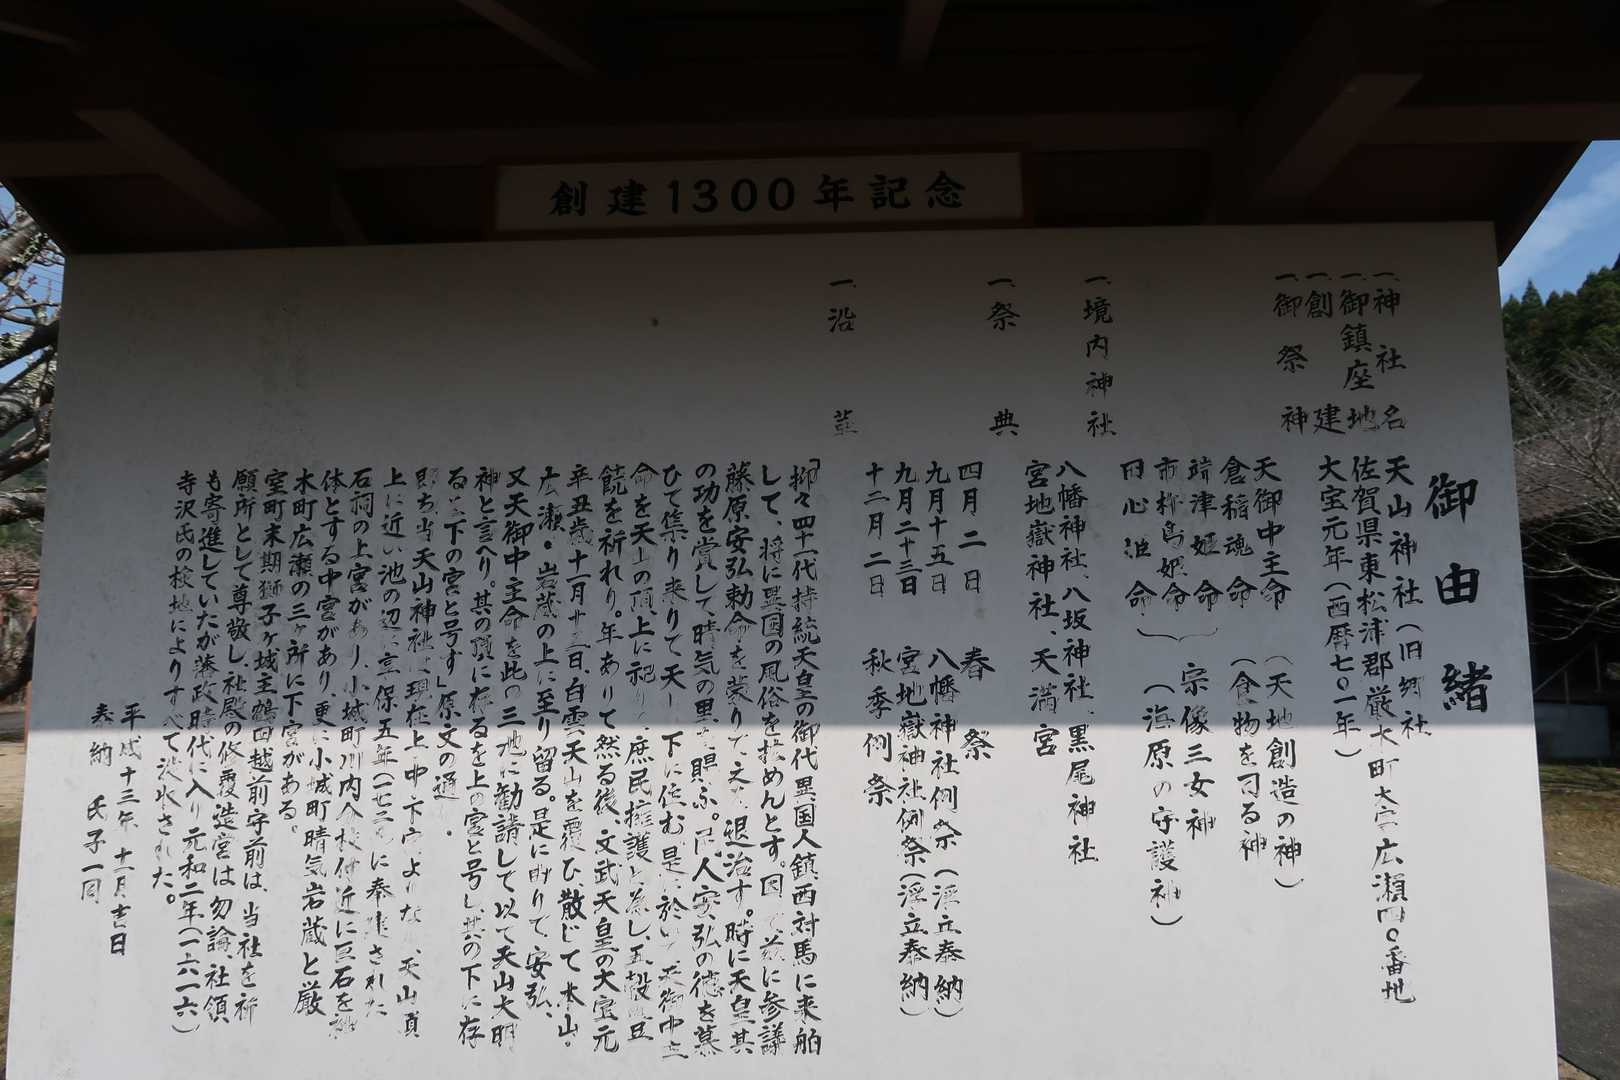 創建1300年記念
御由緒
一、神社名 天山神社(旧郷社)
一、御鎮座地 佐賀県東松浦郡厳木町大字広瀬四〇番地
一、創建 大宝元年(西暦七〇一年)
一、御祭神 天御中主命(天地創造の神)
倉稲魂命(食物を司る神)
湍津姫命
市杵島姫命 宗像三女神
田心姫命 (海原の守護神)
一、境内神社 八幡神社、八坂神社、黒尾神社
宮地嶽神社、天満宮
一、祭典 四月二日 春祭
九月十五日 八幡神社例祭(浮立奉納)
九月二十三日 宮地嶽神社例祭(浮立奉納)
十二月二日 秋季例祭
一、沿革
「抑々四十一代持統天皇の御代異国人鎮西対馬に来舶
して、将に異国の風俗を拡めんとす。因て茲に参議
藤原安弘勅命を蒙りて之を退治す。時に天皇其
の功を賞して晴気の里を賜ふ。民人安弘の徳を慕
ひて集り来りて天山下に住む是に於いて天御中主
命を天山の頂上に祀りて庶民擁護と為し、五穀豊
饒を祈れり。年ありて然る後、文武天皇の大宝元
辛丑歳十一月廿三日、白雲天山を覆ひ、散じて本山・
広瀬・岩蔵の上に至り留る。是に由りて、安弘、
又天御中主命を此の三地に勧請して以て天山大明
神と言へり。其の頂に存るを上の宮と号し其の下に存
ると下の宮と号す」原文の通り
即ち当天山神社は現在上中下宮よりなり、天山頂
上に近い池の辺に享保五年に奉建された
石祠の上宮があり、小城町川内分校付近に巨石を神
体とする中宮があり、更に小城町晴気岩蔵と厳
木町広瀬の三ヶ所に下宮がある。
室町末期獅子ヶ城主鶴田越前守前は、当社を祈
願所として尊敬し、社殿の修覆造営は勿論、社領
も寄進していたが藩政時代に入り元和二年(一六一六)
寺沢氏の検地によりすべて没収された。
平成十三年十一月吉日
奉納 氏子一同